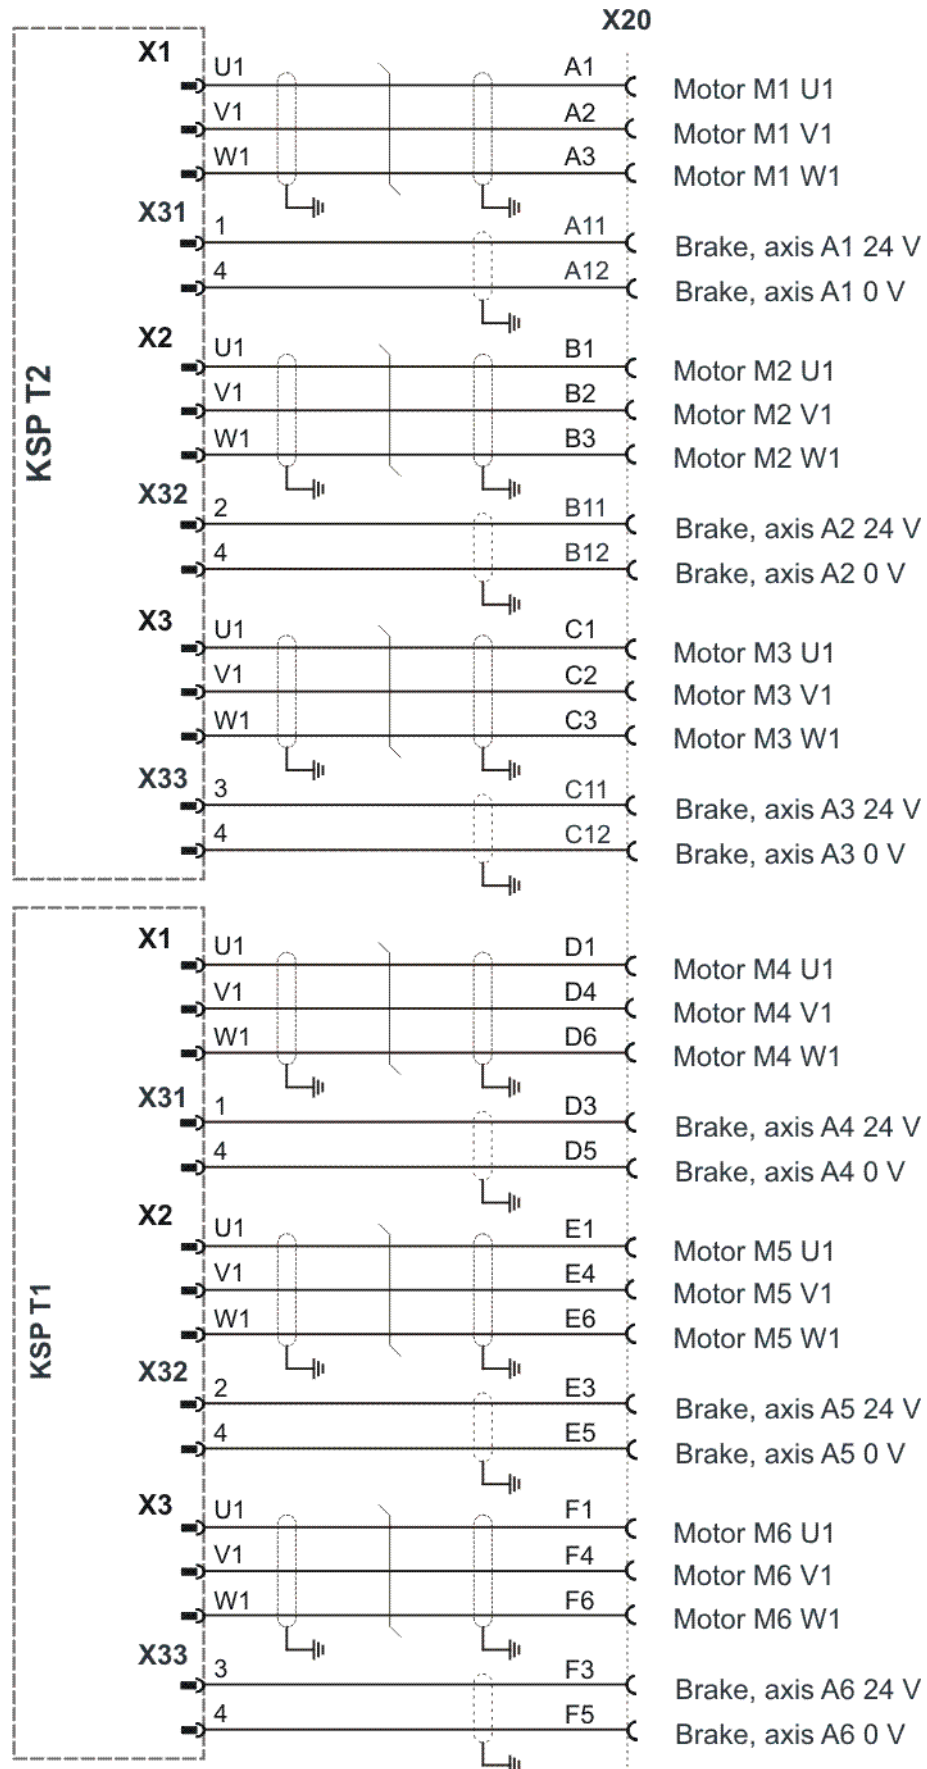 X20
X1
U1 A1 Motor M1 U1
V1 A2 Motor M1 V1
W1 A3 Motor M1 W1
X31
1 A11 Brake, axis A1 24 V
4 A12 Brake, axis A1 0 V
X2
U1 B1 Motor M2 U1
V1 B2 Motor M2 V1
W1 B3 Motor M2 W1
KSP T2
X32
2 B11 Brake, axis A2 24 V
4 B12 Brake, axis A2 0 V
X3
U1 C1 Motor M3 U1
V1 C2 Motor M3 V1
W1 C3 Motor M3 W1
X33
3 C11 Brake, axis A3 24 V
4 C12 Brake, axis A3 0 V
X1
U1 D1 Motor M4 U1
V1 D4 Motor M4 V1
W1 D6 Motor M4 W1
X31
1 D3 Brake, axis A4 24 V
4 D5 Brake, axis A4 0 V
X2
U1 E1 Motor M5 U1
V1 E4 Motor M5 V1
W1 E6 Motor M5 W1
KSP T1
X32
2 E3 Brake, axis A5 24 V
4 E5 Brake, axis A5 0 V
X3
U1 F1 Motor M6 U1
V1 F4 Motor M6 V1
W1 F6 Motor M6 W1
X33
3 F3 Brake, axis A6 24 V
4 F5 Brake, axis A6 0 V